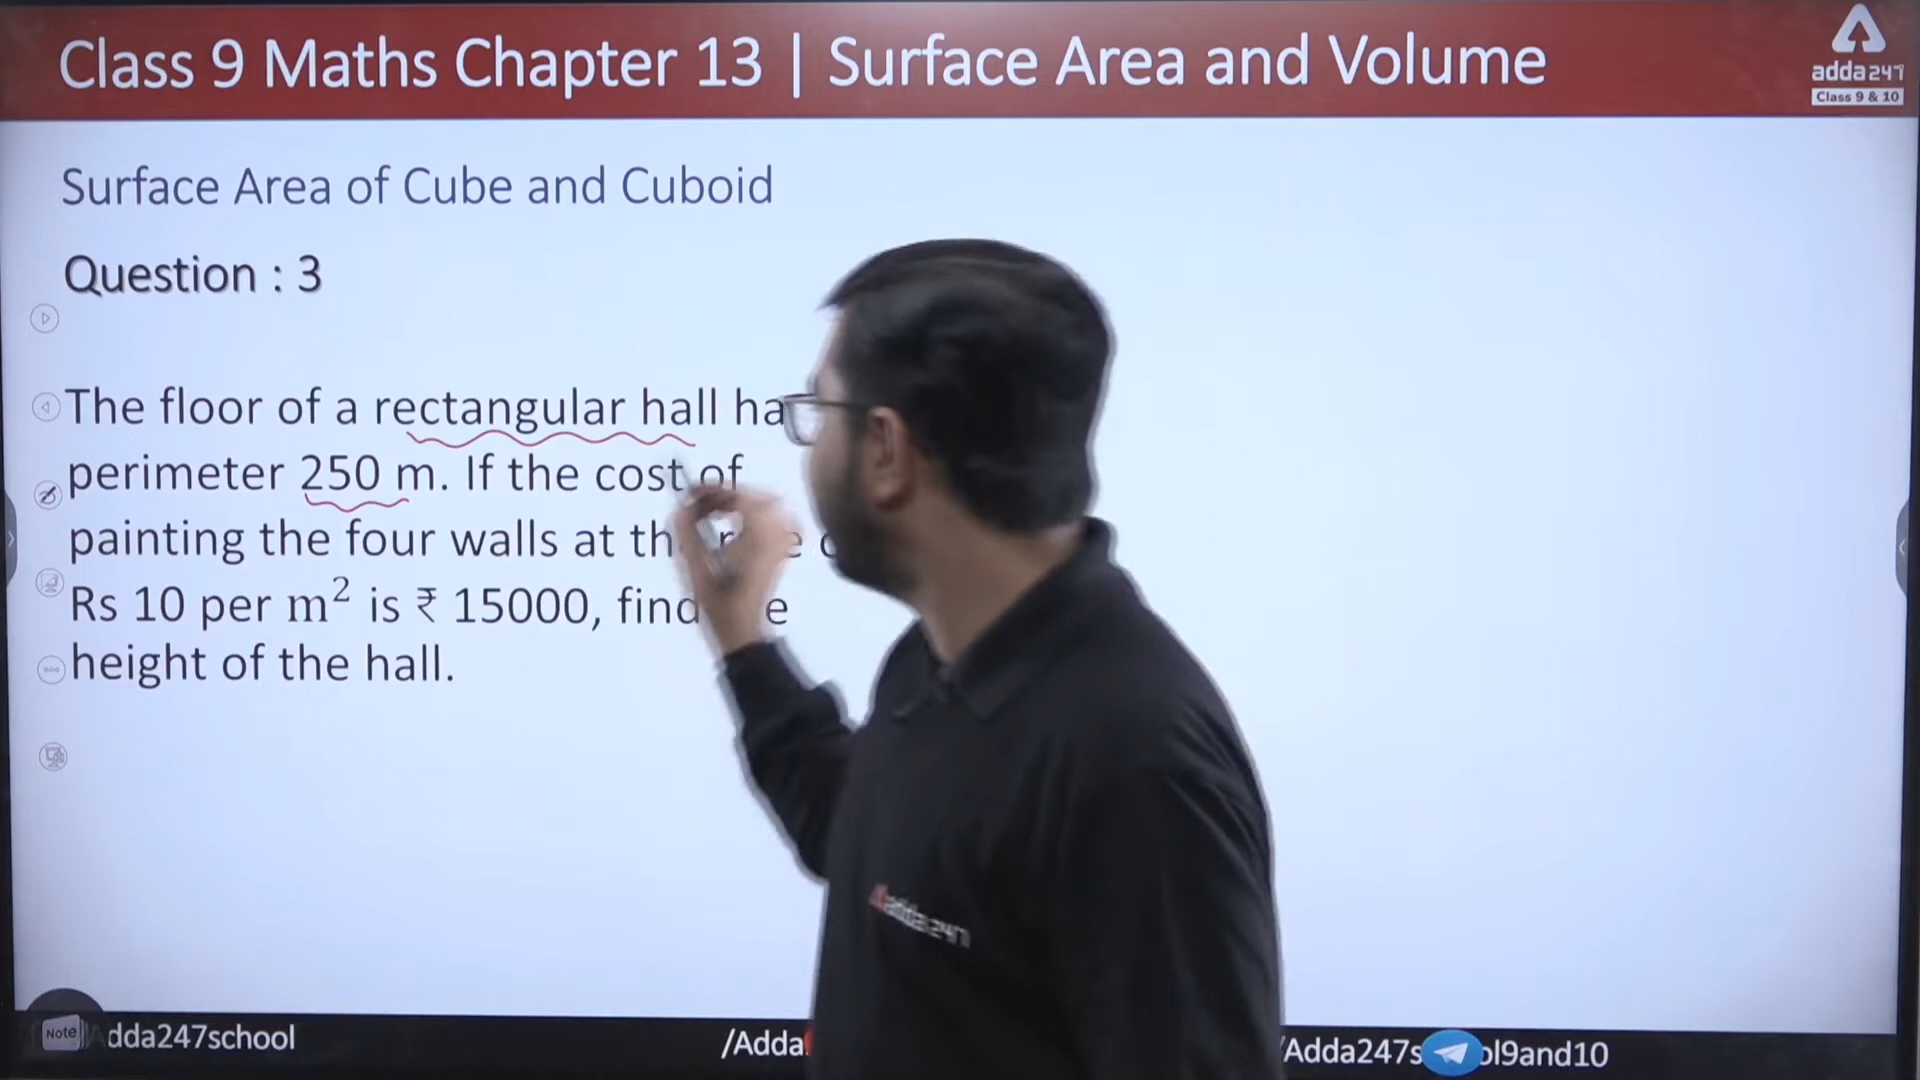 Class 9 Maths Chapter 13 | Surface Area and Volume
adda247
Class 9 & 10
Surface Area of Cube and Cuboid
Question : 3
The floor of a rectangular hall ha
perimeter 250 m. If the cost of
painting the four walls at th
Rs 10 per m² is ₹ 15000, find e
height of the hall.
adda247
Note
dda247school
/Adda
/Adda247s ol9and10